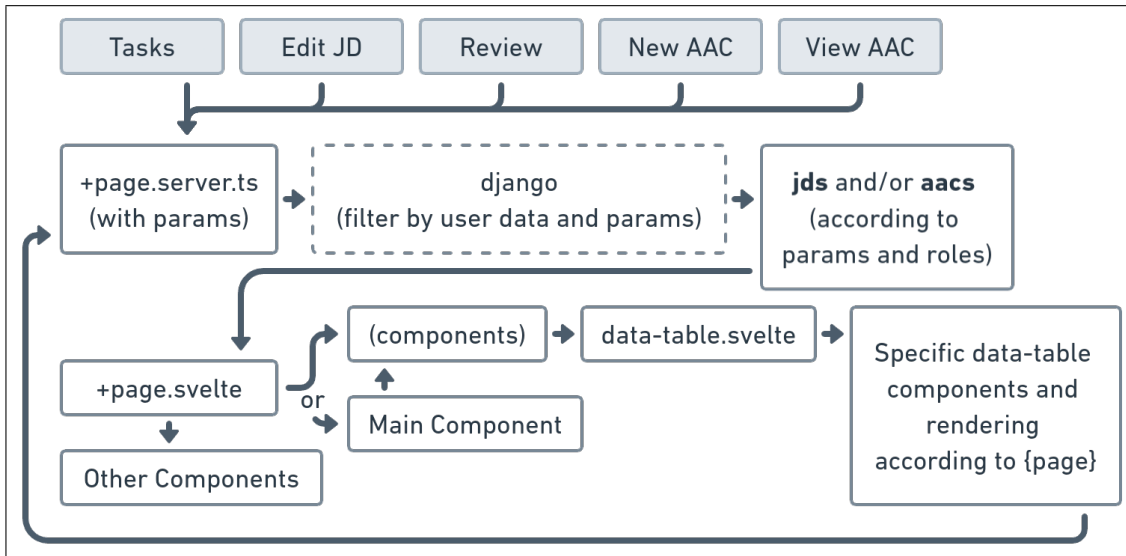 Tasks
Edit JD
Review
New AAC
View AAC
+page.server.ts
(with params)
django
(filter by user data and params)
jds and/or aacs
(according to
params and roles)
+page.svelte
or
(components)
data-table.svelte
Main Component
Other Components
Specific data-table
components and
rendering
according to {page}